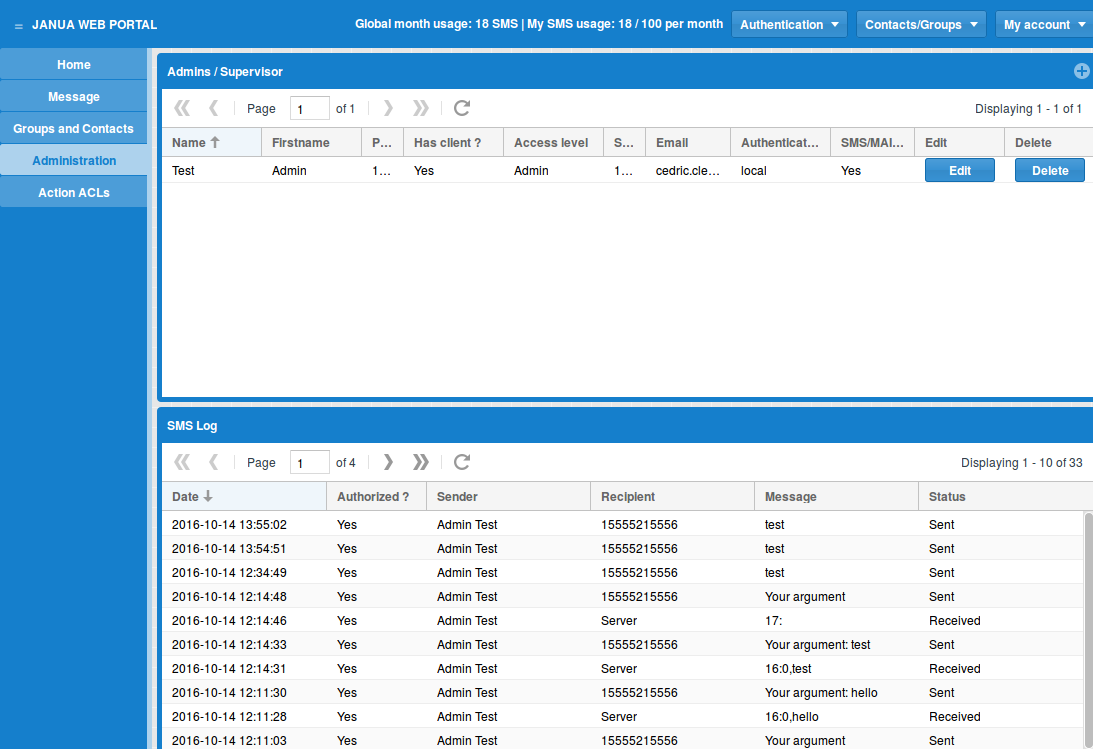 JANUA WEB PORTAL Global month usage: 18 SMS | My SMS usage: 18 / 100 per month Authentication Contacts/Groups My account
Home
Message
Groups and Contacts
Administration
Action ACLs
Admins / Supervisor
Page 1 of 1 Displaying 1 - 1 of 1
Name Firstname P... Has client ? Access level S... Email Authenticat... SMS/MAI... Edit Delete
Test Admin 1... Yes Admin 1... cedric.cle... local Yes Edit Delete
SMS Log
Page 1 of 4 Displaying 1 - 10 of 33
Date Authorized ? Sender Recipient Message Status
2016-10-14 13:55:02 Yes Admin Test 15555215556 test Sent
2016-10-14 13:54:51 Yes Admin Test 15555215556 test Sent
2016-10-14 12:34:49 Yes Admin Test 15555215556 test Sent
2016-10-14 12:14:48 Yes Admin Test 15555215556 Your argument Sent
2016-10-14 12:14:46 Yes Admin Test Server 17: Received
2016-10-14 12:14:33 Yes Admin Test 15555215556 Your argument: test Sent
2016-10-14 12:14:31 Yes Admin Test Server 16:0,test Received
2016-10-14 12:11:30 Yes Admin Test 15555215556 Your argument: hello Sent
2016-10-14 12:11:28 Yes Admin Test Server 16:0,hello Received
2016-10-14 12:11:03 Yes Admin Test 15555215556 Your argument Sent